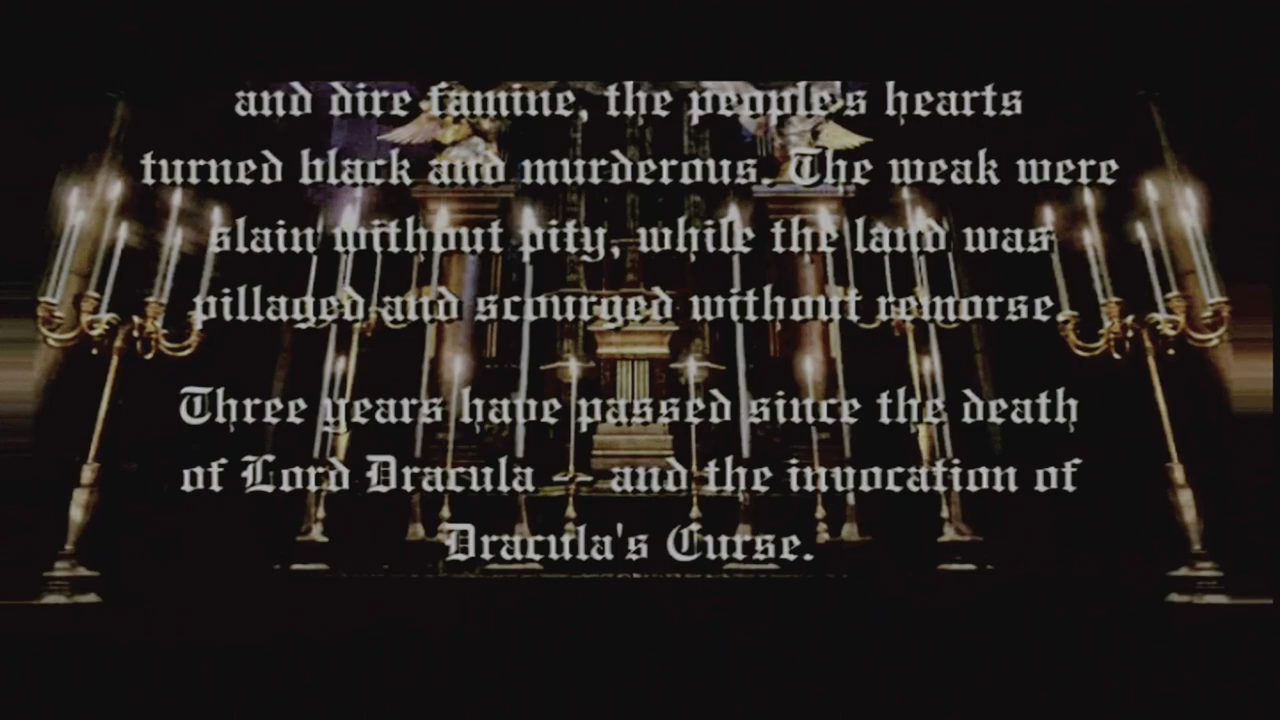 and dire famine, the people's hearts
turned black and murderous. The weak were
slain without pity, while the land was
pillaged and scourged without remorse.
Three years have passed since the death
of Lord Dracula -- and the invocation of
Dracula's Curse.